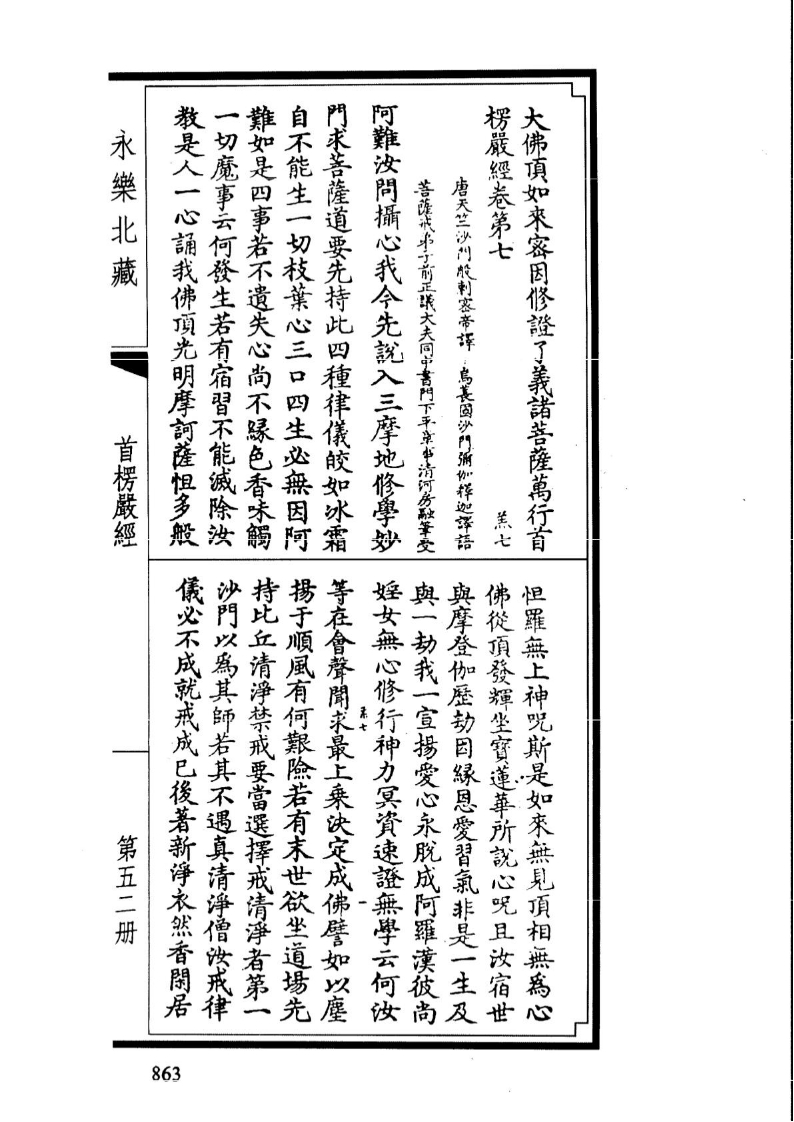 大佛頂如來密因修證了義諸菩薩萬行首
楞嚴經卷第七
羔七
唐天竺沙門般剌密帝譯
烏萇國沙門彌伽釋迦譯語
菩薩戒弟子前正議大夫同中書門下平章事清河房融筆受
阿難汝問攝心我今先說入三摩地修學妙
門求菩薩道要先持此四種律儀皎如冰霜
自不能生一切枝葉心三口四生必無因阿
難如是四事若不遺失心尚不緣色香味觸
一切魔事云何發生若有宿習不能滅除汝
教是人一心誦我佛頂光明摩訶薩怛多般
怛羅無上神呪斯是如來無見頂相無為心
佛從頂發輝坐寶蓮華所說心呪且汝宿世
與摩登伽歷劫因緣恩愛習氣非是一生及
與一劫我一宣揚愛心永脫成阿羅漢彼尚
婬女無心修行神力冥資速證無學云何汝
羔七
一
等在會聲聞求最上乘決定成佛譬如以塵
揚于順風有何艱險若有末世欲坐道場先
持比丘清淨禁戒要當選擇戒清淨者第一
沙門以為其師若其不遇真清淨僧汝戒律
儀必不成就戒成已後著新淨衣然香閑居
永樂北藏
首楞嚴經
第五二册
863